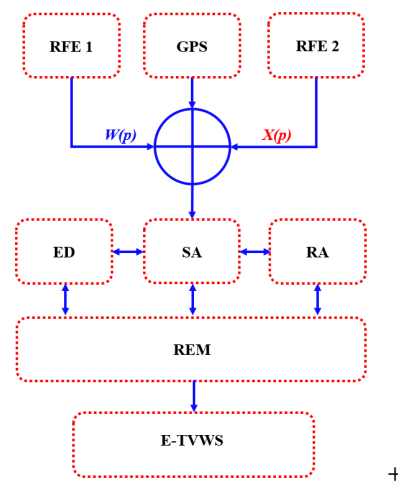 RFE 1 GPS RFE 2
W(p) X(p)
ED SA RA
REM
E-TVWS
+